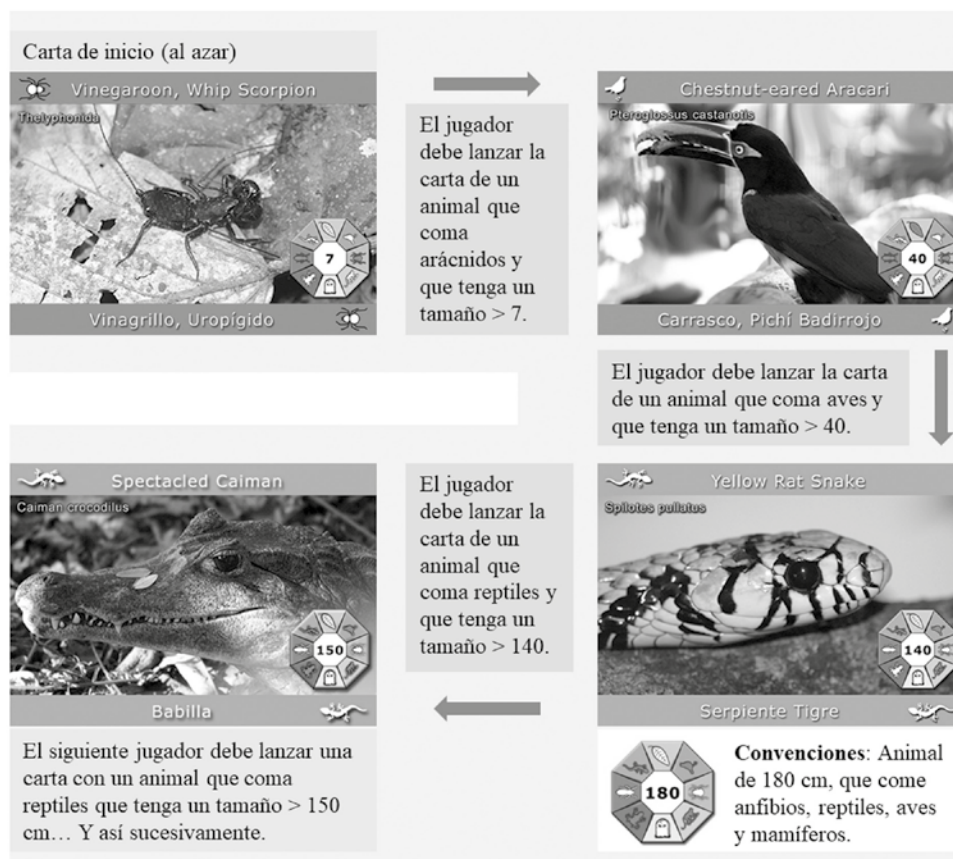 Carta de inicio (al azar)
Vinegaroon, Whip Scorpion
Thelyphonida
7
Vinagrillo, Uropígido
El jugador
debe lanzar la
carta de un
animal que
coma
arácnidos y
que tenga un
tamaño > 7.
Chestnut-eared Aracari
Pteroglossus castanotis
40
Carrasco, Pichí Badirrojo
El jugador debe lanzar la carta
de un animal que coma aves y
que tenga un tamaño > 40.
Yellow Rat Snake
Spilotes pullatus
140
Serpiente Tigre
El jugador
debe lanzar la
carta de un
animal que
coma reptiles y
que tenga un
tamaño > 140.
Spectacled Caiman
Caiman crocodilus
150
Babilla
El siguiente jugador debe lanzar una
carta con un animal que coma
reptiles que tenga un tamaño > 150
cm… Y así sucesivamente.
180
Convenciones: Animal
de 180 cm, que come
anfibios, reptiles, aves
y mamíferos.